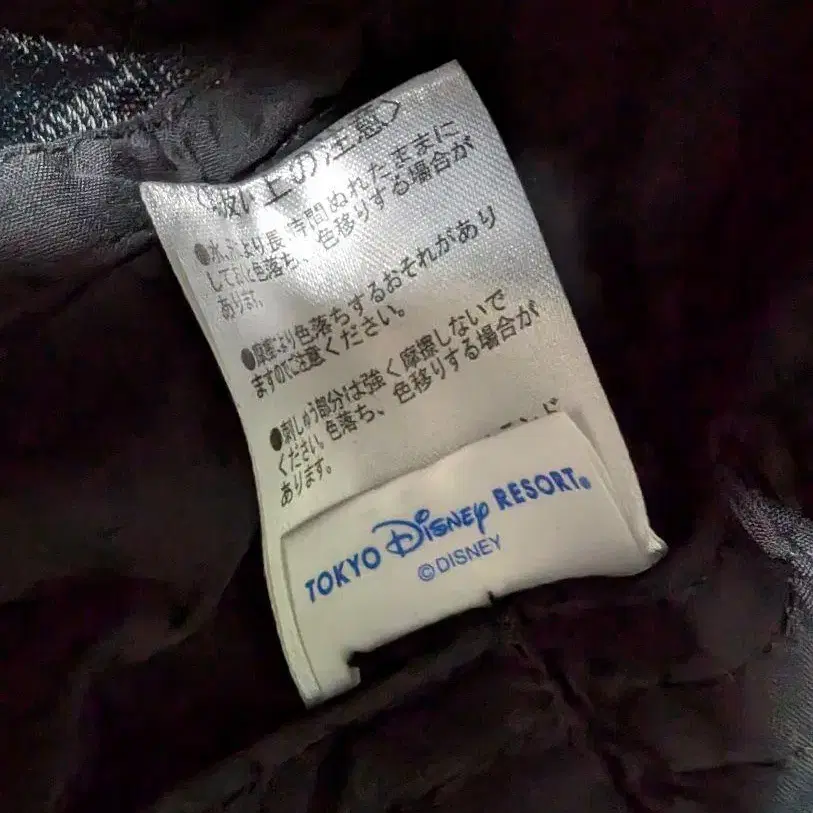 〈取扱い上の注意〉
●水、ぶより長時間ぬれたままに
しておくと色落ち、色移りする場合が
あります。
●摩擦より色落ちするおそれがあり
ますのでご注意ください。
●刺しゅう部分は強く摩擦しないで
ください。色落ち、色移りする場合が
あります。
ランド
TOKYO Disney RESORT®
©DISNEY